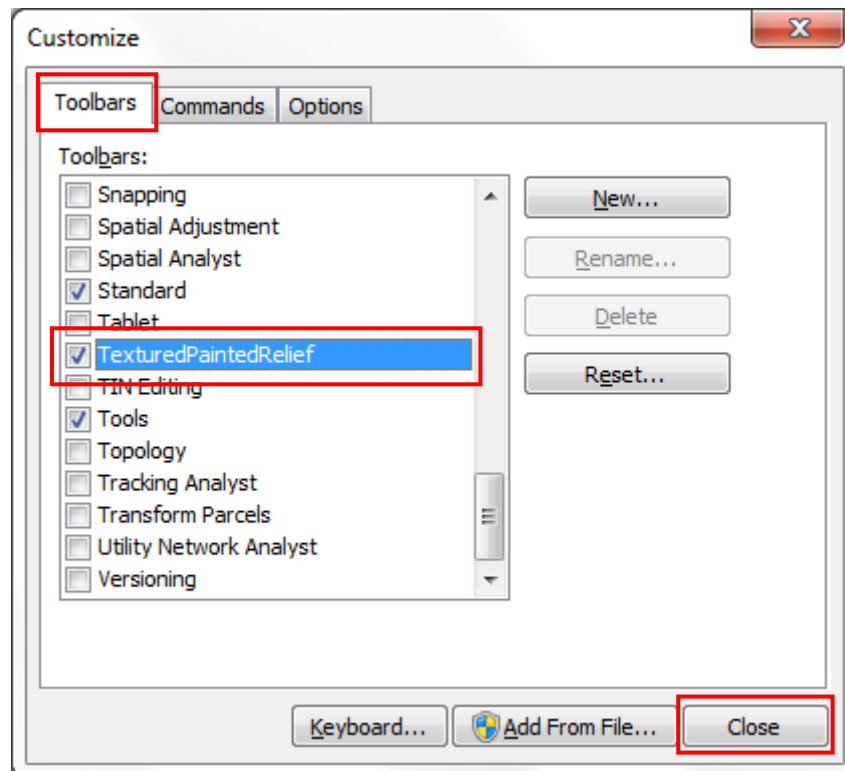 Customize
Toolbars Commands Options
Toolbars:
Snapping
Spatial Adjustment
Spatial Analyst
Standard
Tablet
TexturedPaintedRelief
TIN Editing
Tools
Topology
Tracking Analyst
Transform Parcels
Utility Network Analyst
Versioning
New...
Rename...
Delete
Reset...
Keyboard... Add From File... Close